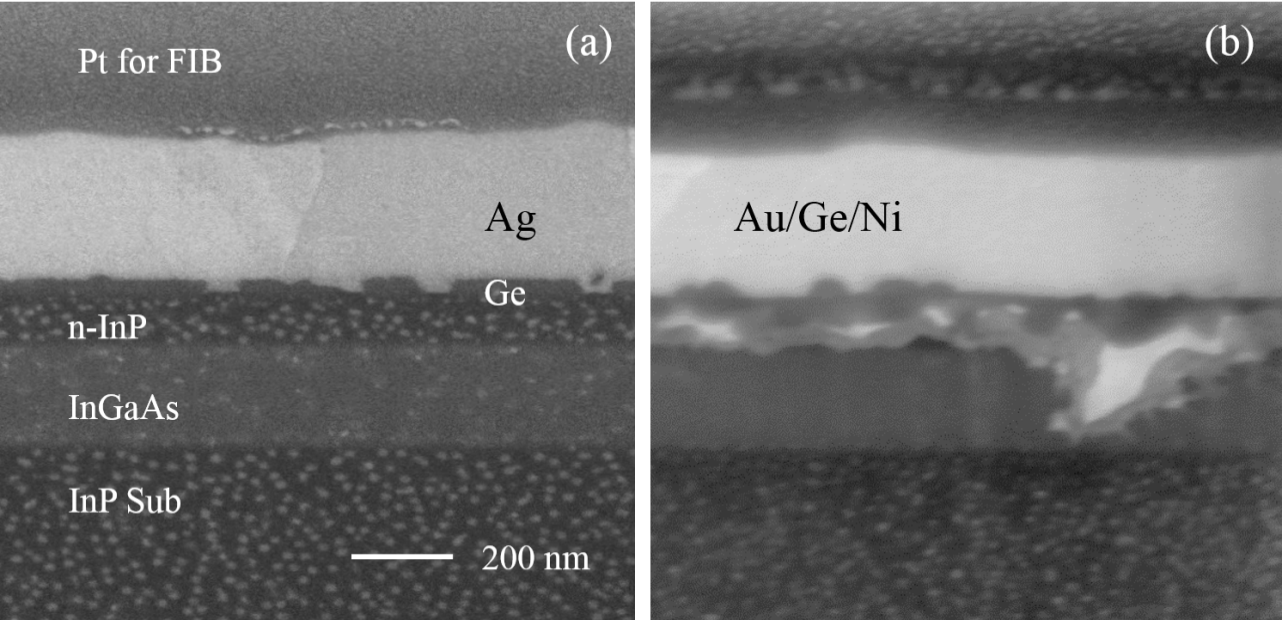 Pt for FIB
(a)
Ag
Ge
n-InP
InGaAs
InP Sub
200 nm
(b)
Au/Ge/Ni